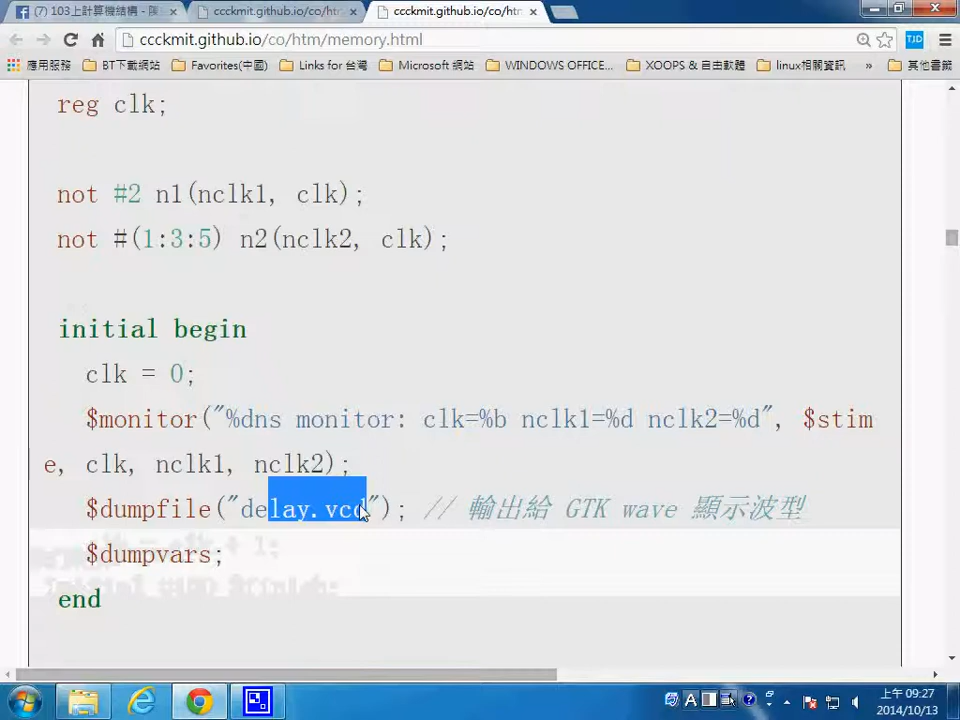 (7) 103上計算機結構 - 陳
ccckmit.github.io/co/htm
ccckmit.github.io/co/htm
ccckmit.github.io/co/htm/memory.html
TJD
應用服務
BT下載網站
Favorites(中國)
Links for 台灣
Microsoft 網站
WINDOWS OFFICE...
XOOPS & 自由軟體
linux相關資訊
»
其他書籤
reg clk;
not #2 n1(nclk1, clk);
not #(1:3:5) n2(nclk2, clk);
initial begin
clk = 0;
$monitor("%dns monitor: clk=%b nclk1=%d nclk2=%d", $stim
e, clk, nclk1, nclk2);
$dumpfile("delay.vcd"); // 輸出給 GTK wave 顯示波型
$dumpvars;
end
上午 09:27
2014/10/13